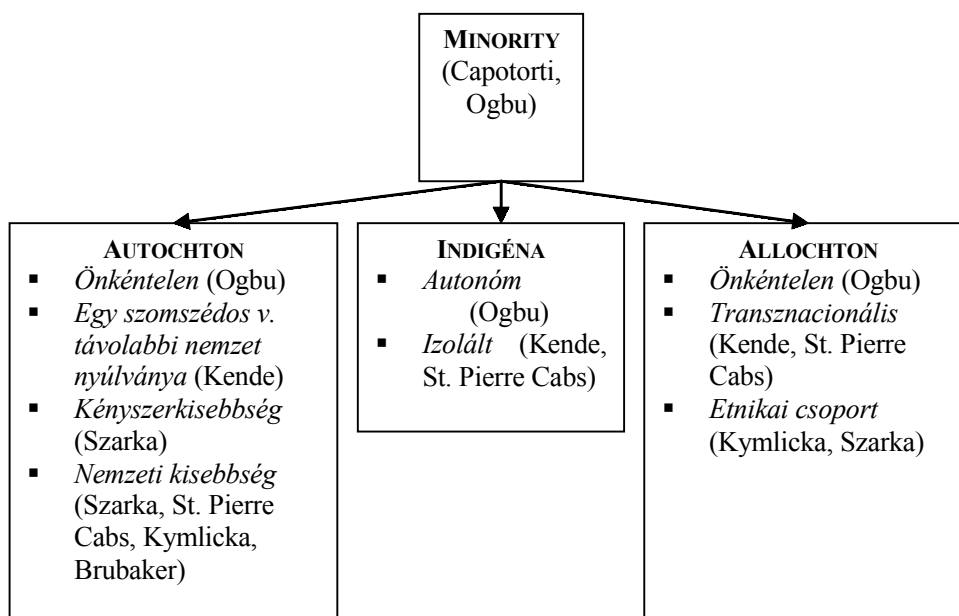 MINORITY
(Capotorti,
Ogbu)
AUTOCHTON
▪ Önkéntelen (Ogbu)
▪ Egy szomszédos v.
távolabbi nemzet
nyúlványa (Kende)
▪ Kényszerkisebbség
(Szarka)
▪ Nemzeti kisebbség
(Szarka, St. Pierre
Cabs, Kymlicka,
Brubaker)
INDIGÉNA
▪ Autonóm
(Ogbu)
▪ Izolált (Kende,
St. Pierre Cabs)
ALLOCHTON
▪ Önkéntelen (Ogbu)
▪ Transznacionális
(Kende, St. Pierre
Cabs)
▪ Etnikai csoport
(Kymlicka, Szarka)